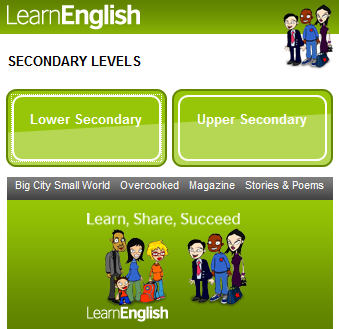 LearnEnglish
SECONDARY LEVELS
Lower Secondary Upper Secondary
Big City Small World Overcooked Magazine Stories & Poems
Learn, Share, Succeed
LearnEnglish